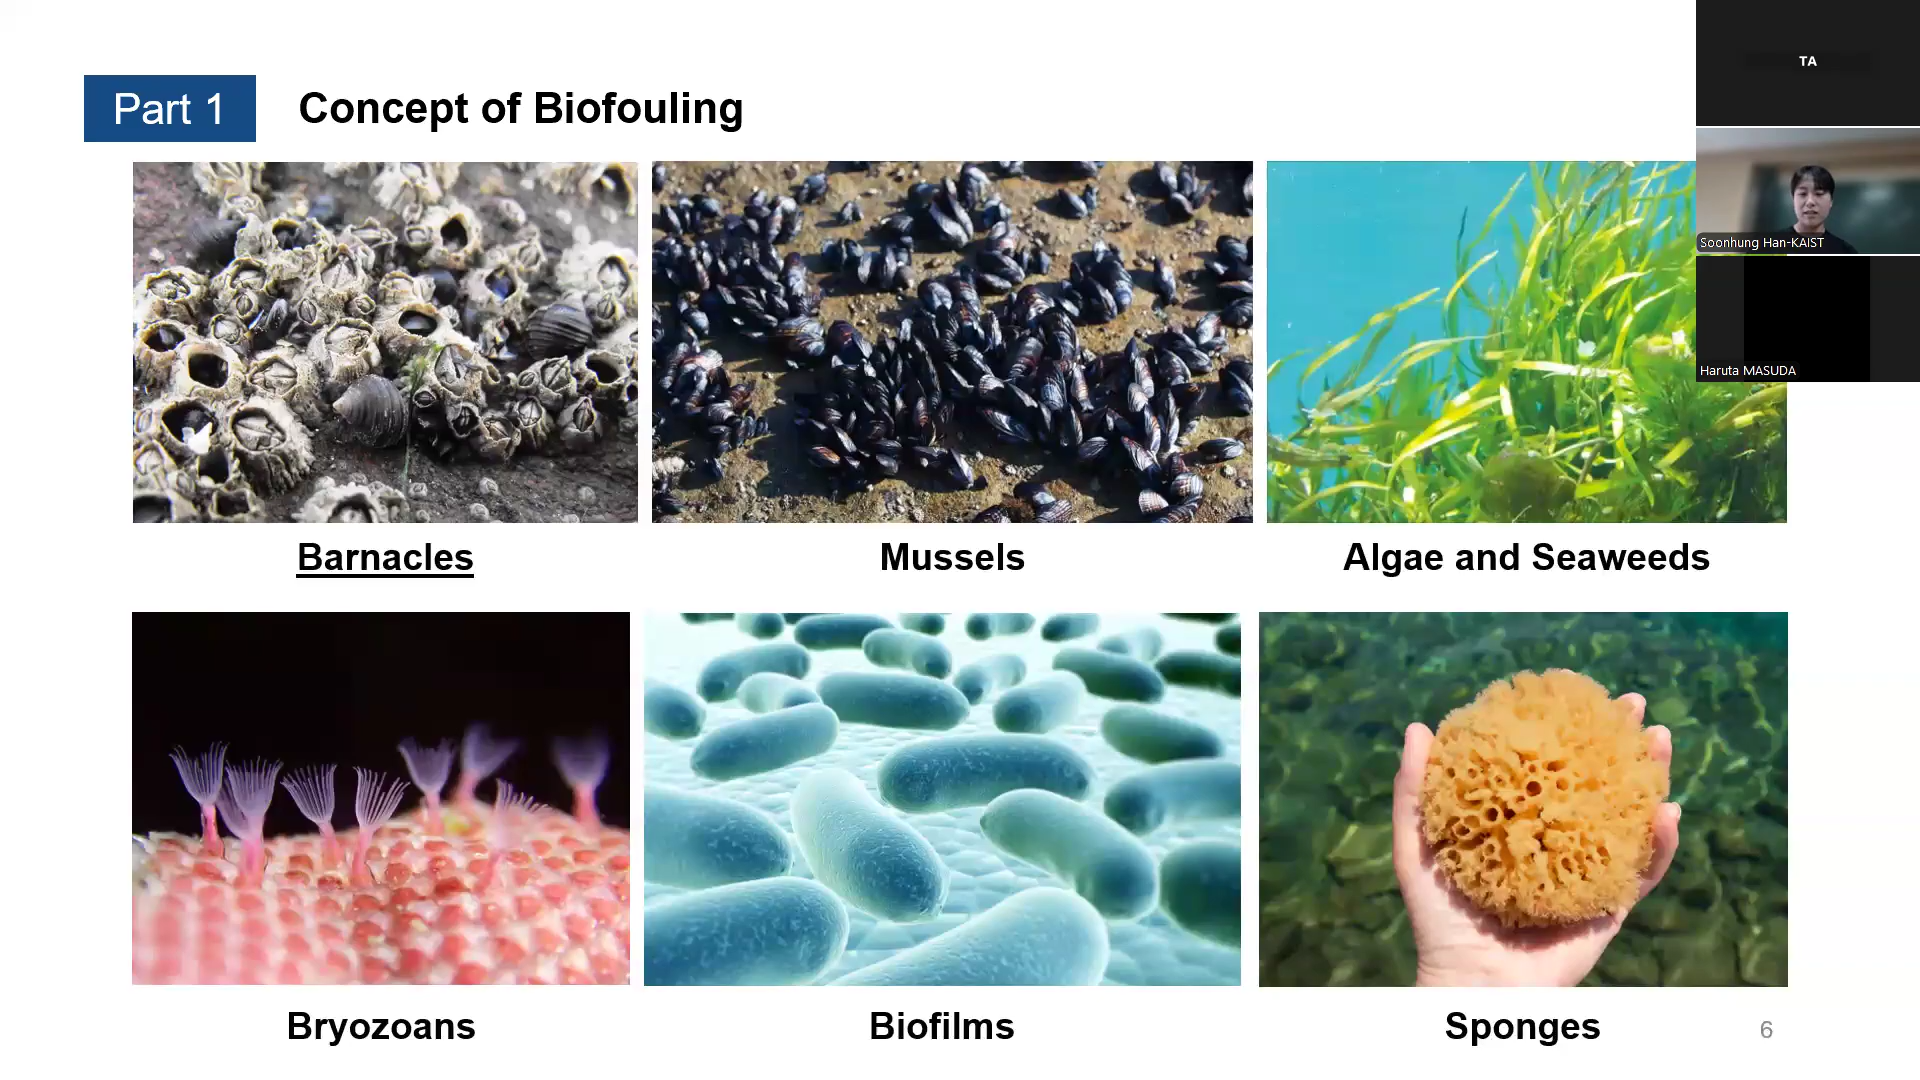 Part 1
Concept of Biofouling
TA
Soonhung Han-KAIST
Haruta MASUDA
Barnacles
Mussels
Algae and Seaweeds
Bryozoans
Biofilms
Sponges
6